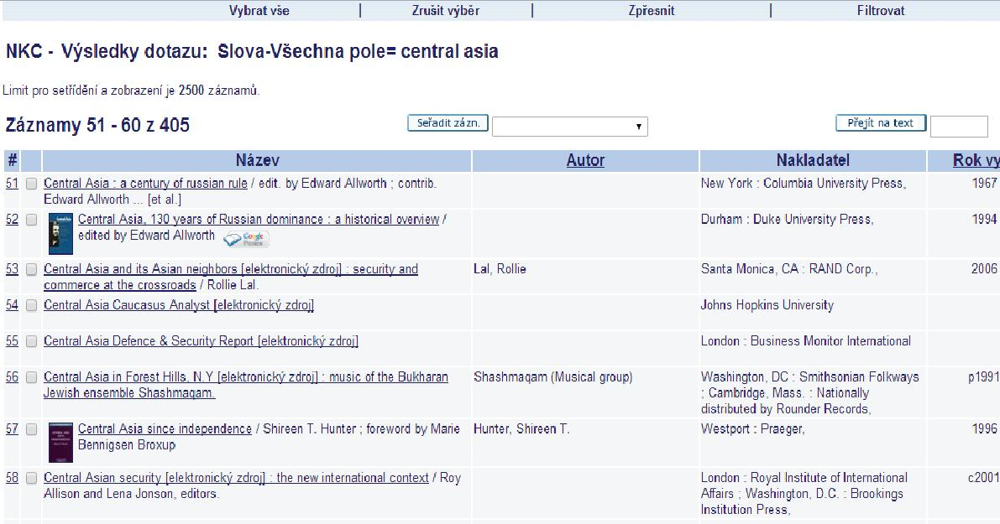 Vybrat vše | Zrušit výběr | Zpřesnit | Filtrovat
NKC - Výsledky dotazu: Slova-Všechna pole= central asia
Limit pro setřídění a zobrazení je 2500 záznamů.
Záznamy 51 - 60 z 405 Seřadit zázn. Přejít na text
# Název Autor Nakladatel Rok vy
51 Central Asia : a century of russian rule / edit. by Edward Allworth ; contrib. New York : Columbia University Press, 1967
Edward Allworth ... [et al.]
52 Central Asia, 130 years of Russian dominance : a historical overview / Durham : Duke University Press, 1994
edited by Edward Allworth Google Preview
53 Central Asia and its Asian neighbors [elektronický zdroj] : security and Lal, Rollie Santa Monica, CA : RAND Corp., 2006
commerce at the crossroads / Rollie Lal.
54 Central Asia Caucasus Analyst [elektronický zdroj] Johns Hopkins University
55 Central Asia Defence & Security Report [elektronický zdroj] London : Business Monitor International
56 Central Asia in Forest Hills, N.Y [elektronický zdroj] : music of the Bukharan Shashmaqam (Musical group) Washington, DC : Smithsonian Folkways p1991
Jewish ensemble Shashmaqam. ; Cambridge, Mass. : Nationally
distributed by Rounder Records,
57 Central Asia since independence / Shireen T. Hunter ; foreword by Marie Hunter, Shireen T. Westport : Praeger, 1996
Bennigsen Broxup
58 Central Asian security [elektronický zdroj] : the new international context / Roy London : Royal Institute of International c2001
Allison and Lena Jonson, editors. Affairs ; Washington, D.C. : Brookings
Institution Press,